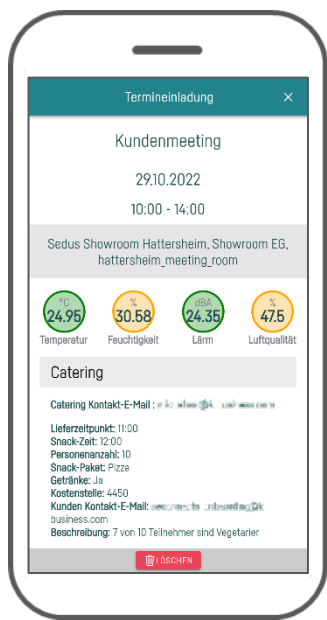 Termineinladung ×
Kundenmeeting
29.10.2022
10:00 - 14:00
Sedus Showroom Hattersheim, Showroom EG,
hattersheim_meeting_room
°C % dBA %
24.95 30.58 24.35 47.5
Temperatur Feuchtigkeit Lärm Luftqualität
Catering
Catering Kontakt-E-Mail :
Lieferzeitpunkt: 11:00
Snack-Zeit: 12:00
Personenanzahl: 10
Snack-Paket: Pizza
Getränke: Ja
Kostenstelle: 4450
Kunden Kontakt-E-Mail:
business.com
Beschreibung: 7 von 10 Teilnehmer sind Vegetarier
LÖSCHEN